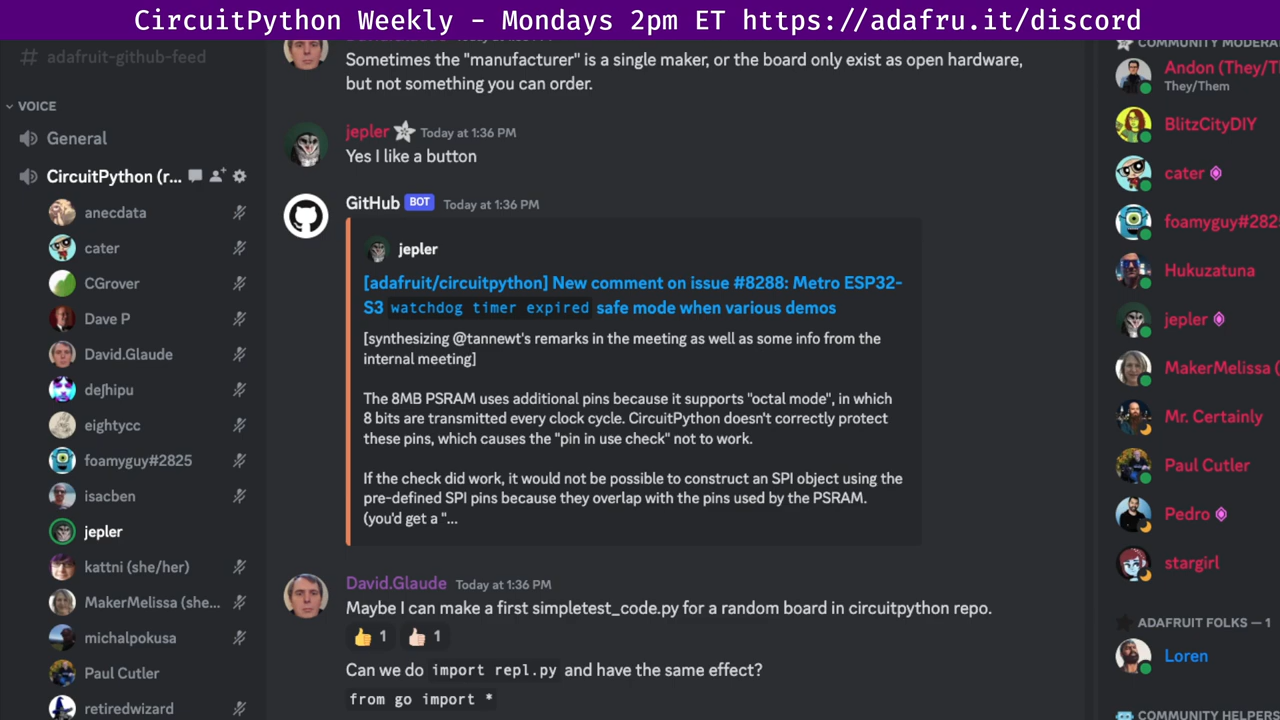 CircuitPython Weekly - Mondays 2pm ET https://adafru.it/discord
# adafruit-github-feed
VOICE
General
CircuitPython (r...
anecdata
cater
CGrover
Dave P
David.Glaude
deʃhipu
eightycc
foamyguy#2825
isacben
jepler
kattni (she/her)
MakerMelissa (she...
michalpokusa
Paul Cutler
retiredwizard
Sometimes the "manufacturer" is a single maker, or the board only exist as open hardware,
but not something you can order.
jepler Today at 1:36 PM
Yes I like a button
GitHub BOT Today at 1:36 PM
jepler
[adafruit/circuitpython] New comment on issue #8288: Metro ESP32-
S3 watchdog timer expired safe mode when various demos
[synthesizing @tannewt's remarks in the meeting as well as some info from the
internal meeting]
The 8MB PSRAM uses additional pins because it supports "octal mode", in which
8 bits are transmitted every clock cycle. CircuitPython doesn't correctly protect
these pins, which causes the "pin in use check" not to work.
If the check did work, it would not be possible to construct an SPI object using the
pre-defined SPI pins because they overlap with the pins used by the PSRAM.
(you'd get a "...
David.Glaude Today at 1:36 PM
Maybe I can make a first simpletest_code.py for a random board in circuitpython repo.
1 1
Can we do import repl.py and have the same effect?
from go import *
COMMUNITY MODERA
Andon (They/T
They/Them
BlitzCityDIY
cater
foamyguy#282
Hukuzatuna
jepler
MakerMelissa (
Mr. Certainly
Paul Cutler
Pedro
stargirl
ADAFRUIT FOLKS — 1
Loren
COMMUNITY HELPERS